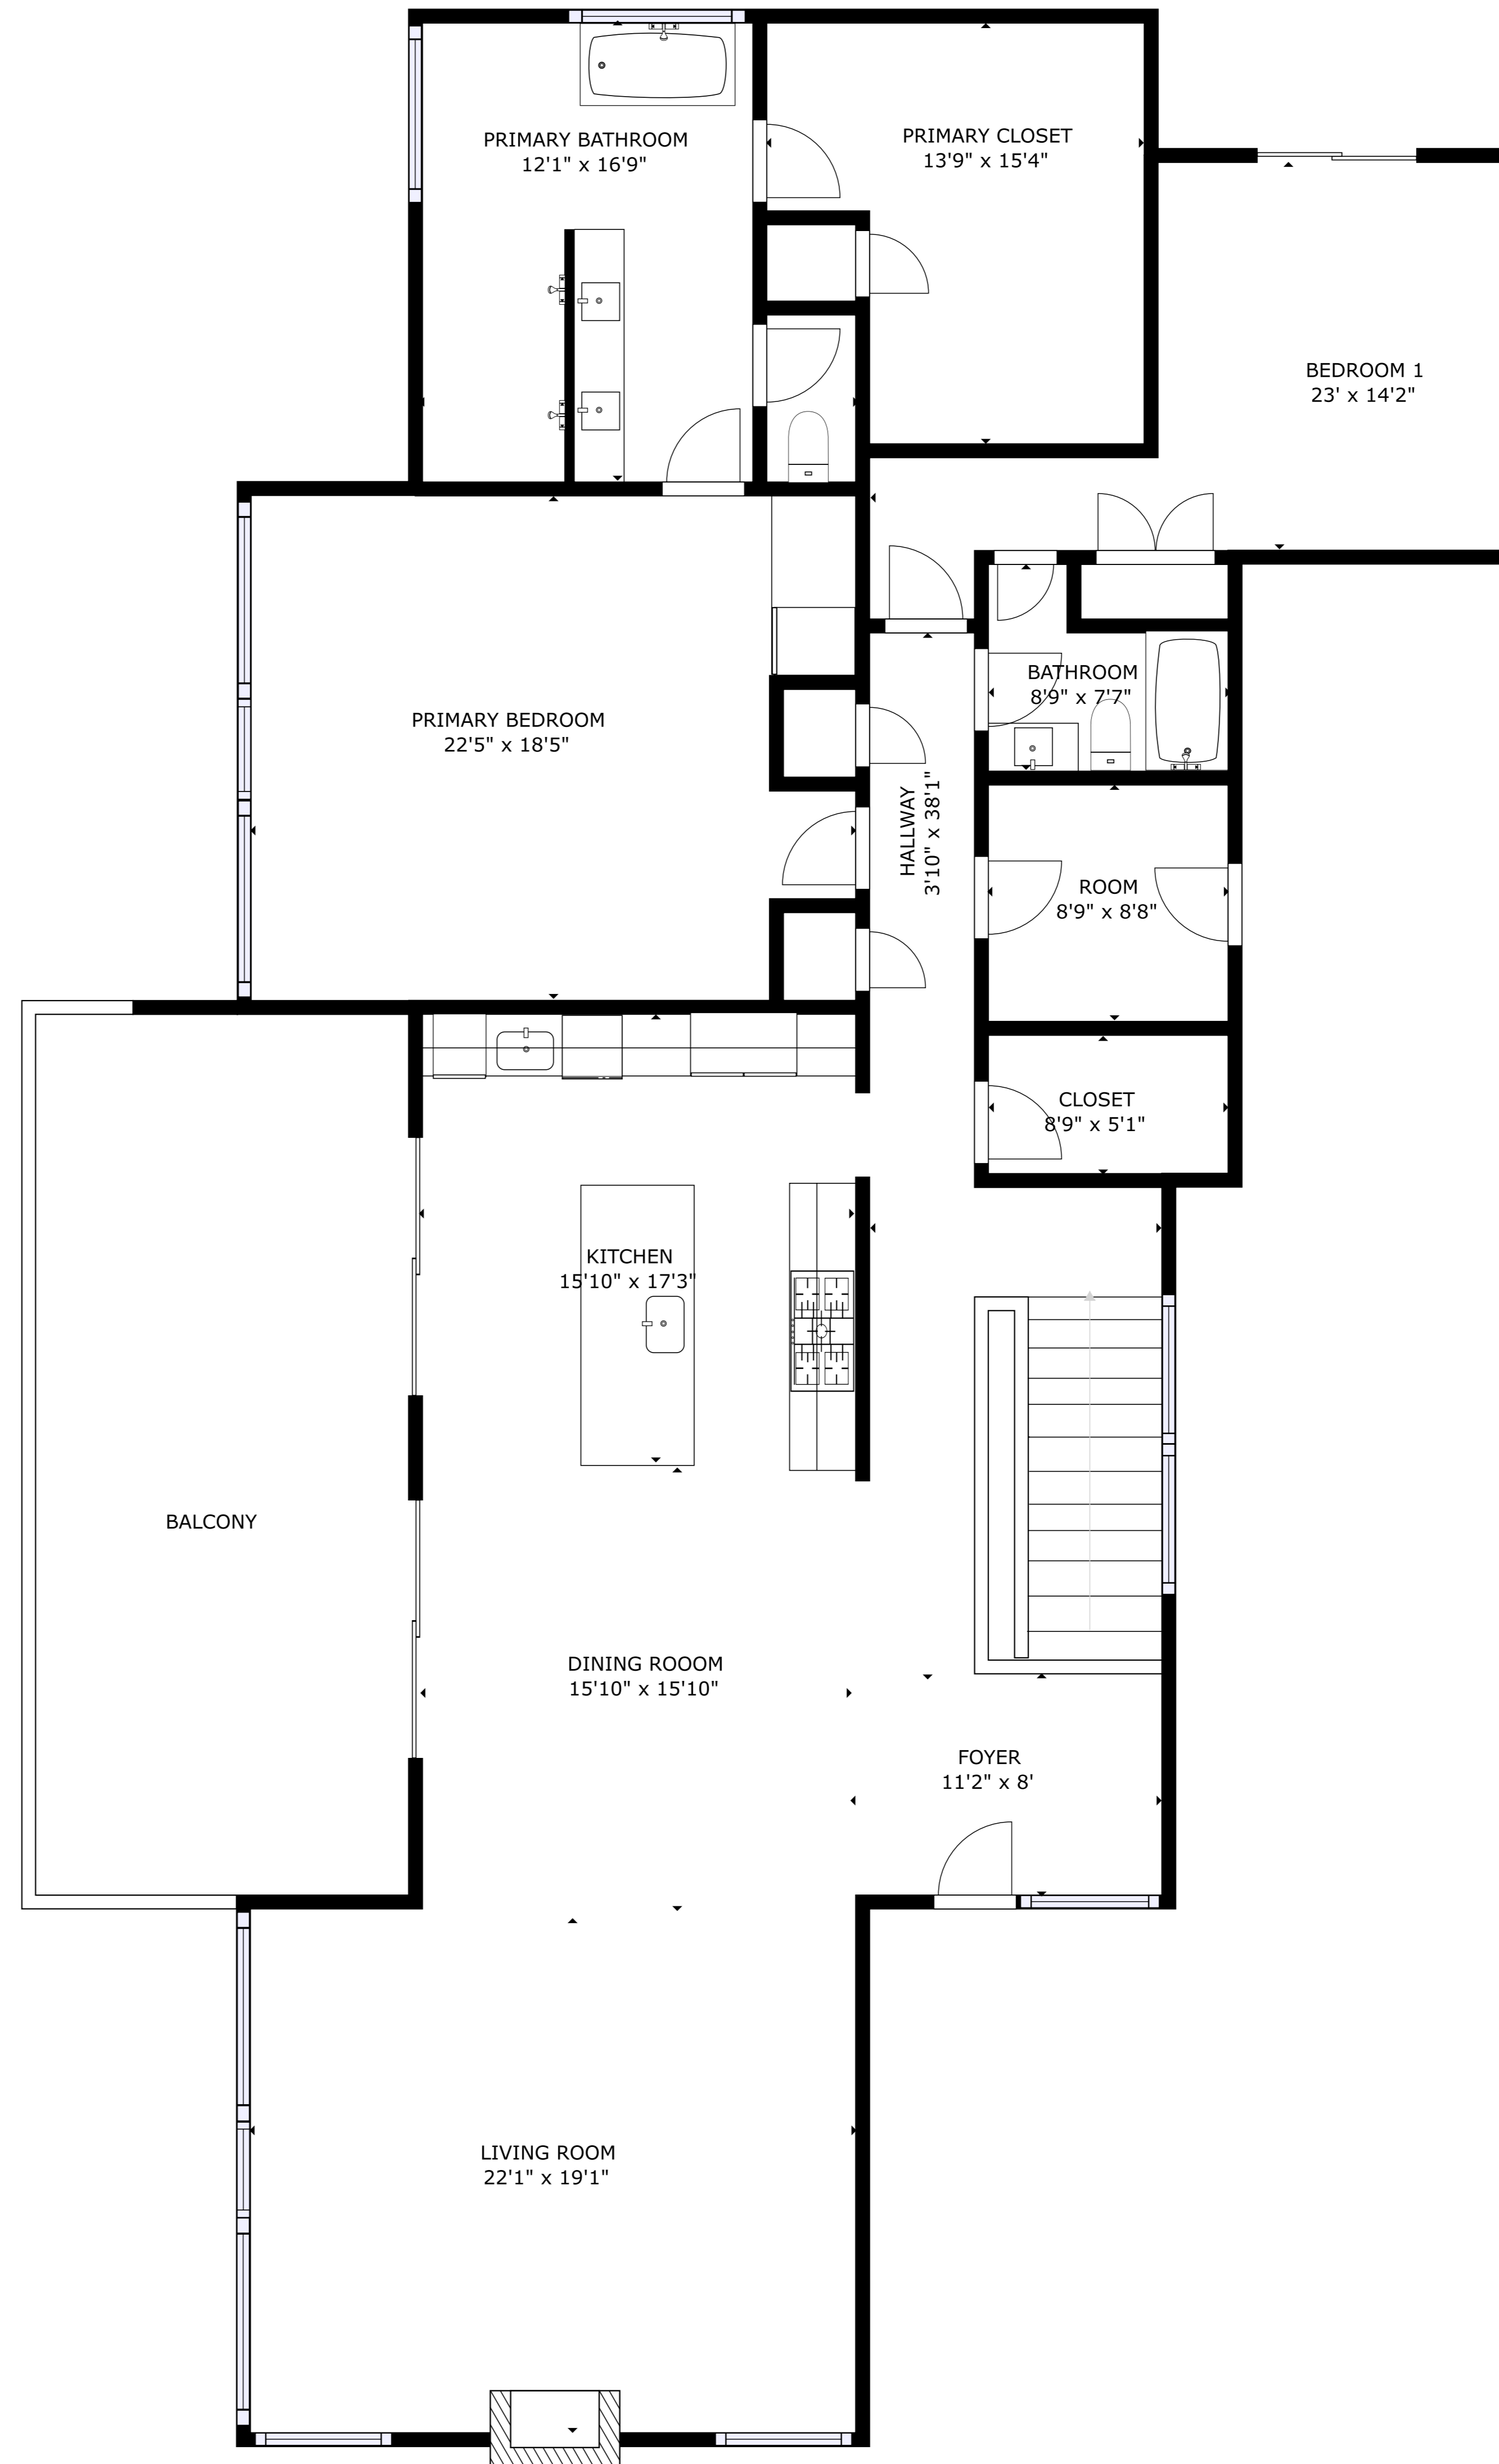 PRIMARY BATHROOM
12'1" x 16'9"
PRIMARY CLOSET
13'9" x 15'4"
BEDROOM 1
23' x 14'2"
BATHROOM
8'9" x 7'7"
PRIMARY BEDROOM
22'5" x 18'5"
HALLWAY
3'10" x 38'1"
ROOM
8'9" x 8'8"
CLOSET
8'9" x 5'1"
KITCHEN
15'10" x 17'3"
BALCONY
DINING ROOOM
15'10" x 15'10"
FOYER
11'2" x 8'
LIVING ROOM
22'1" x 19'1"